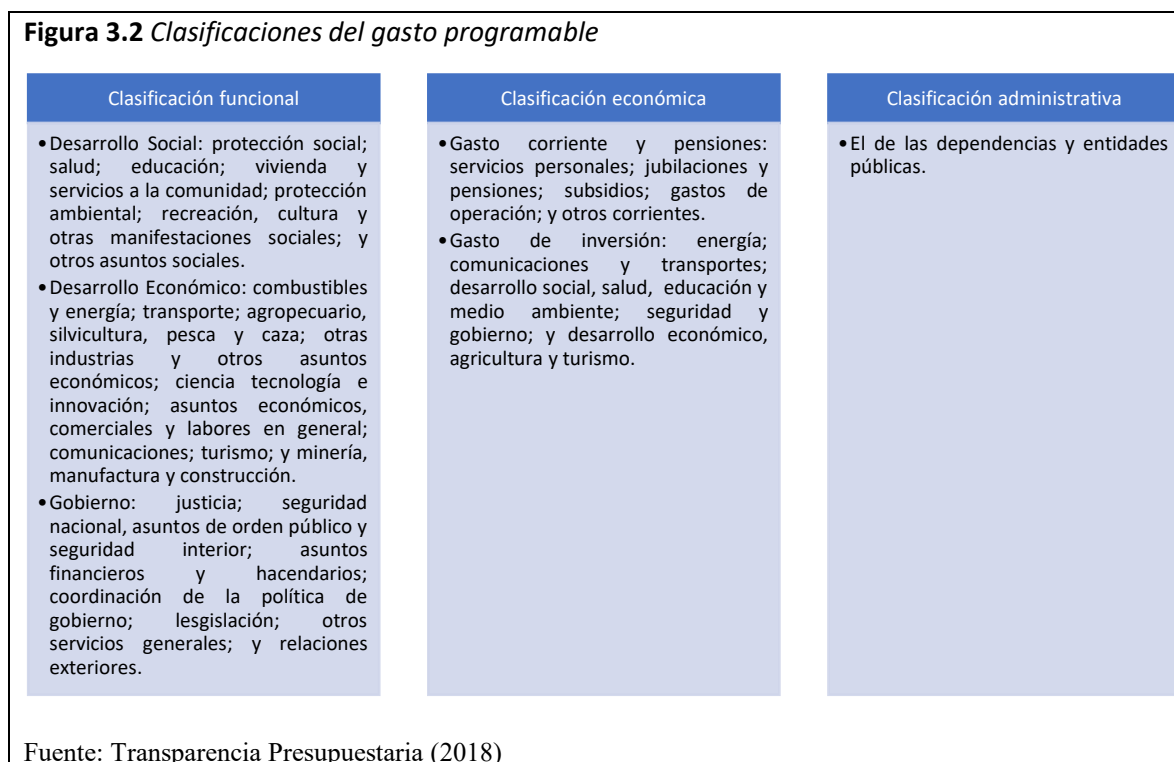 Figura 3.2 Clasificaciones del gasto programable
Clasificación funcional
•Desarrollo Social: protección social;
salud; educación; vivienda y
servicios a la comunidad; protección
ambiental; recreación, cultura y
otras manifestaciones sociales; y
otros asuntos sociales.
•Desarrollo Económico: combustibles
y energía; transporte; agropecuario,
silvicultura, pesca y caza; otras
industrias y otros asuntos
económicos; ciencia tecnología e
innovación; asuntos económicos,
comerciales y labores en general;
comunicaciones; turismo; y minería,
manufactura y construcción.
•Gobierno: justicia; seguridad
nacional, asuntos de orden público y
seguridad interior; asuntos
financieros y hacendarios;
coordinación de la política de
gobierno; lesgislación; otros
servicios generales; y relaciones
exteriores.
Clasificación económica
•Gasto corriente y pensiones:
servicios personales; jubilaciones y
pensiones; subsidios; gastos de
operación; y otros corrientes.
•Gasto de inversión: energía;
comunicaciones y transportes;
desarrollo social, salud, educación y
medio ambiente; seguridad y
gobierno; y desarrollo económico,
agricultura y turismo.
Clasificación administrativa
•El de las dependencias y entidades
públicas.
Fuente: Transparencia Presupuestaria (2018)